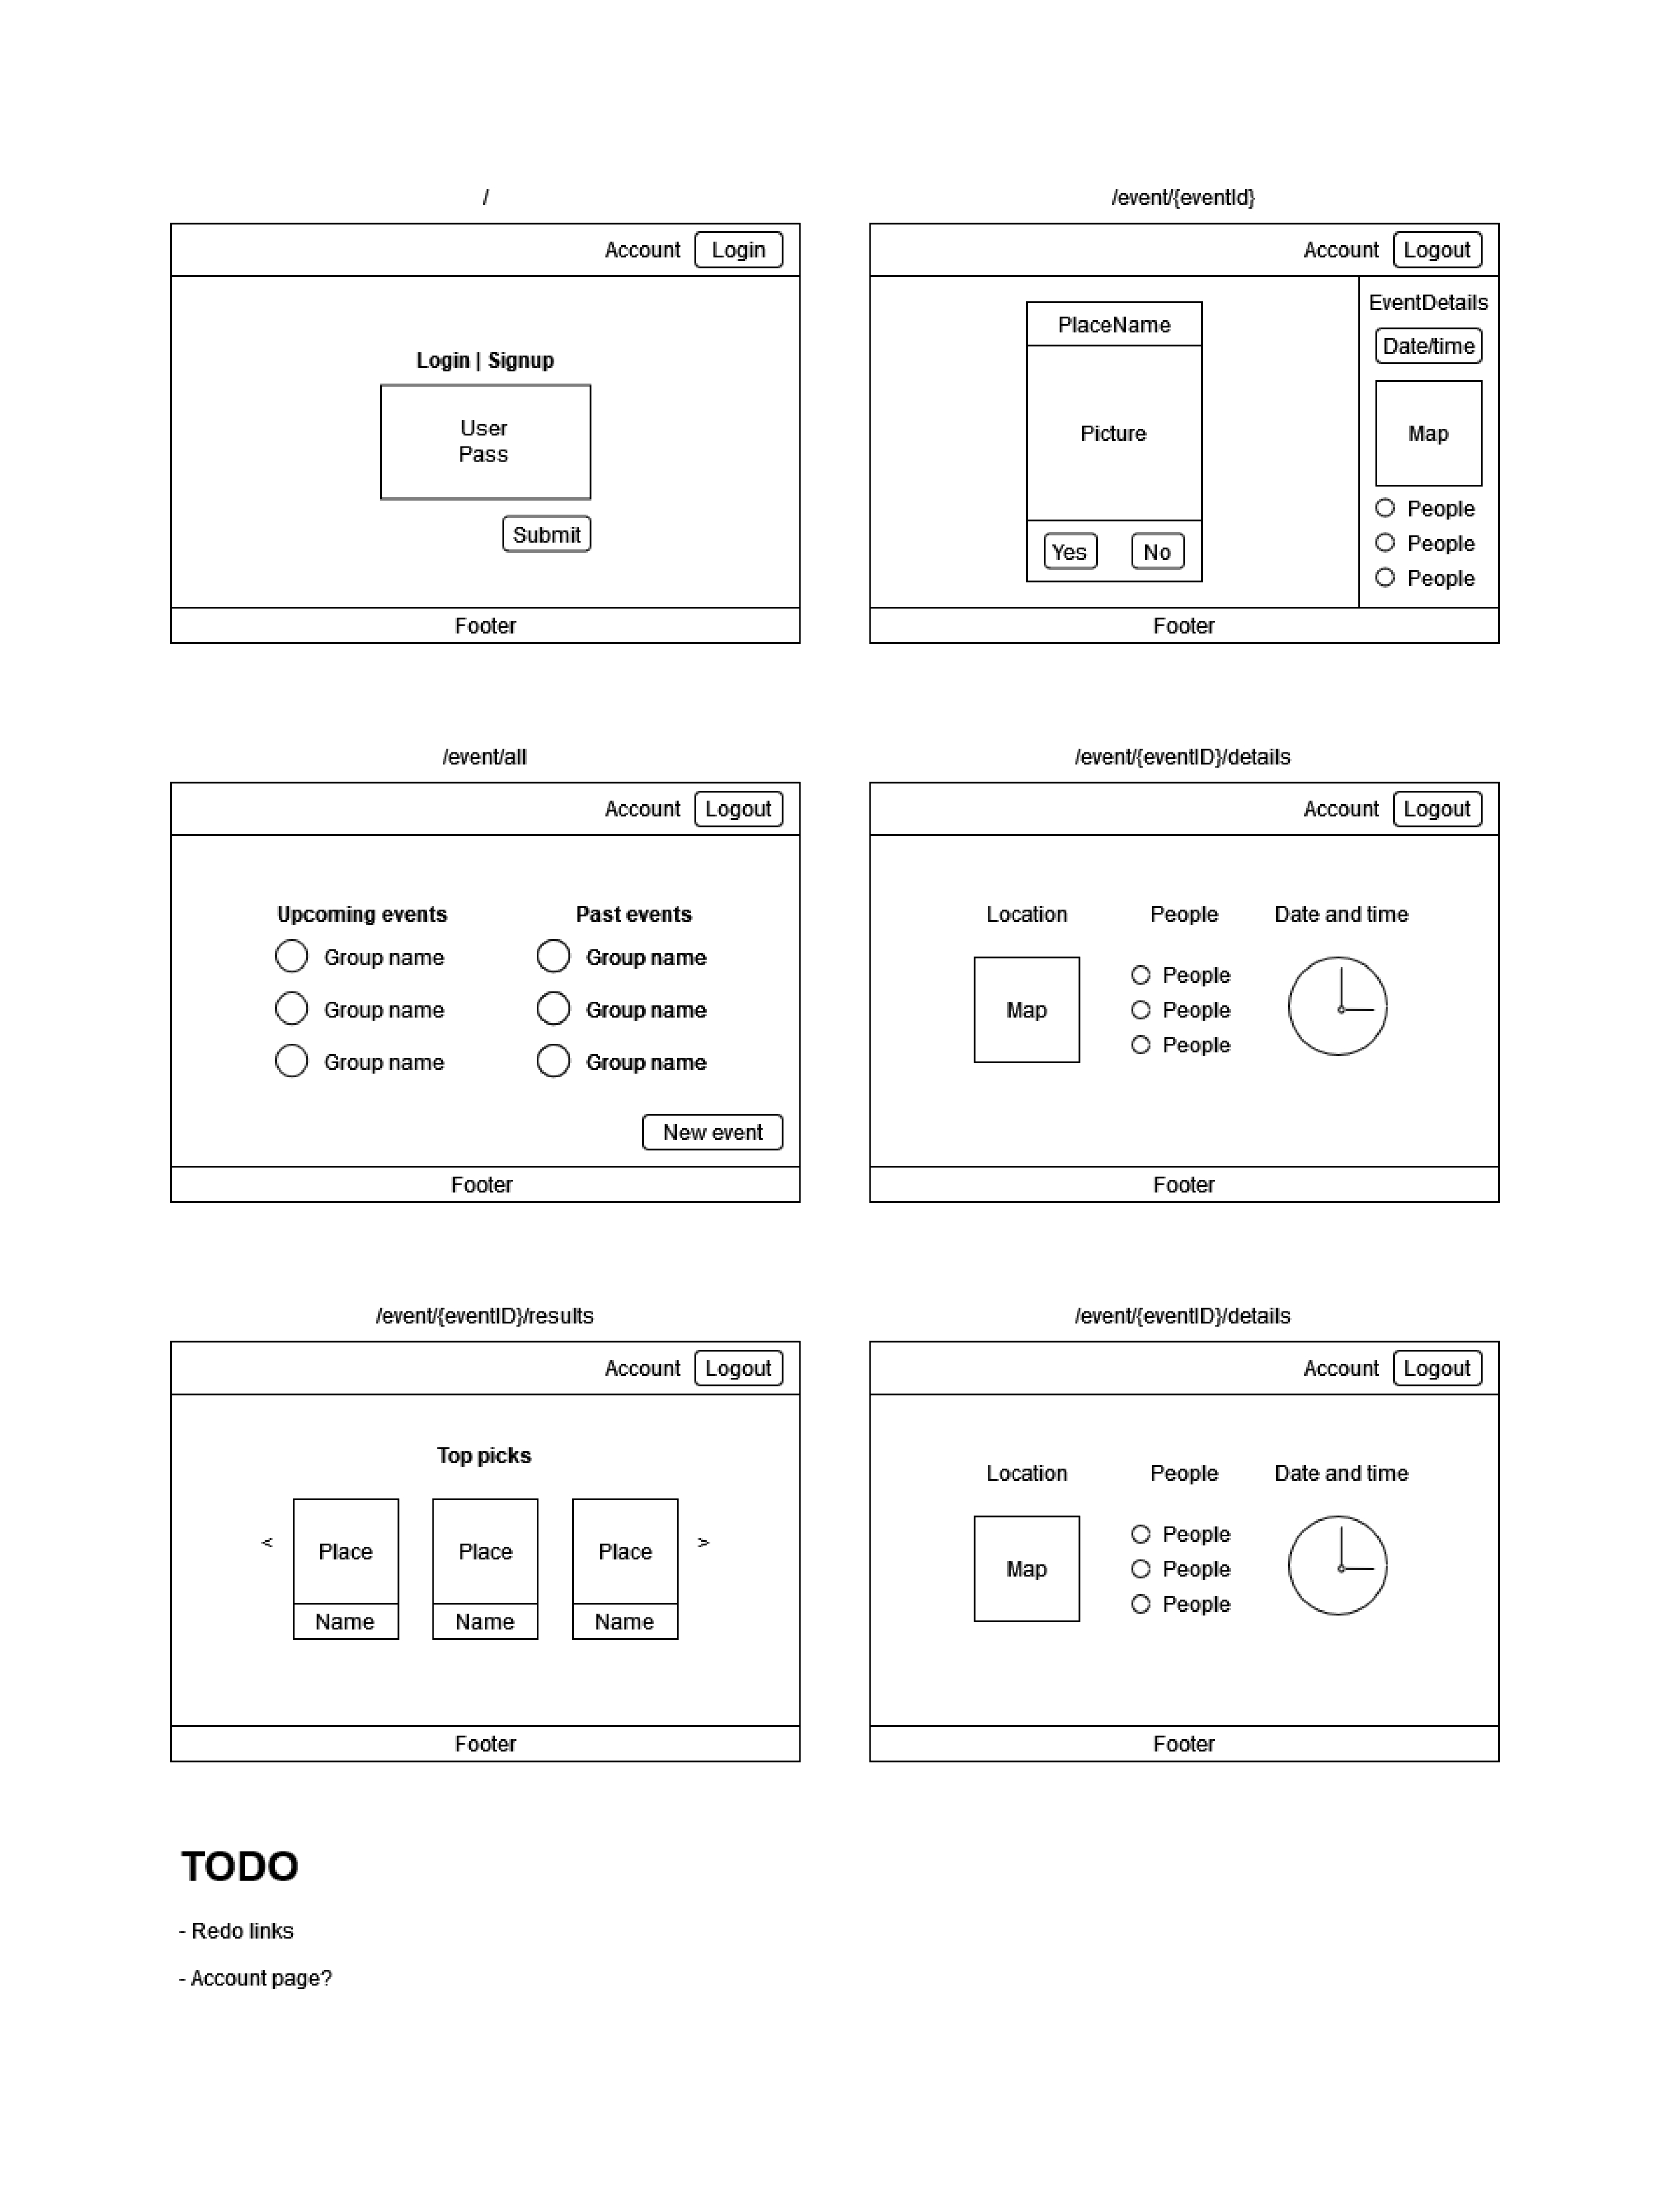 /
Account Login
Login | Signup
User
Pass
Submit
Footer
/event/{eventId}
Account Logout
PlaceName
Picture
Yes No
EventDetails
Date/time
Map
People
People
People
Footer
/event/all
Account Logout
Upcoming events Past events
Group name Group name
Group name Group name
Group name Group name
New event
Footer
/event/{eventID}/details
Account Logout
Location People Date and time
Map
People
People
People
Footer
/event/{eventID}/results
Account Logout
Top picks
< Place Place Place >
Name Name Name
Footer
/event/{eventID}/details
Account Logout
Location People Date and time
Map
People
People
People
Footer
TODO
- Redo links
- Account page?